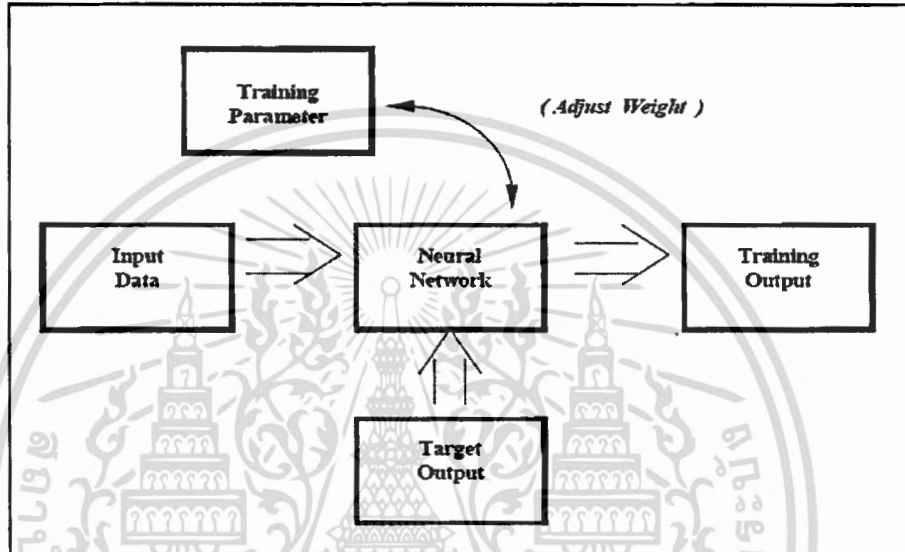 Training
Parameter
( Adjust Weight )
Input
Data
Neural
Network
Training
Output
Target
Output